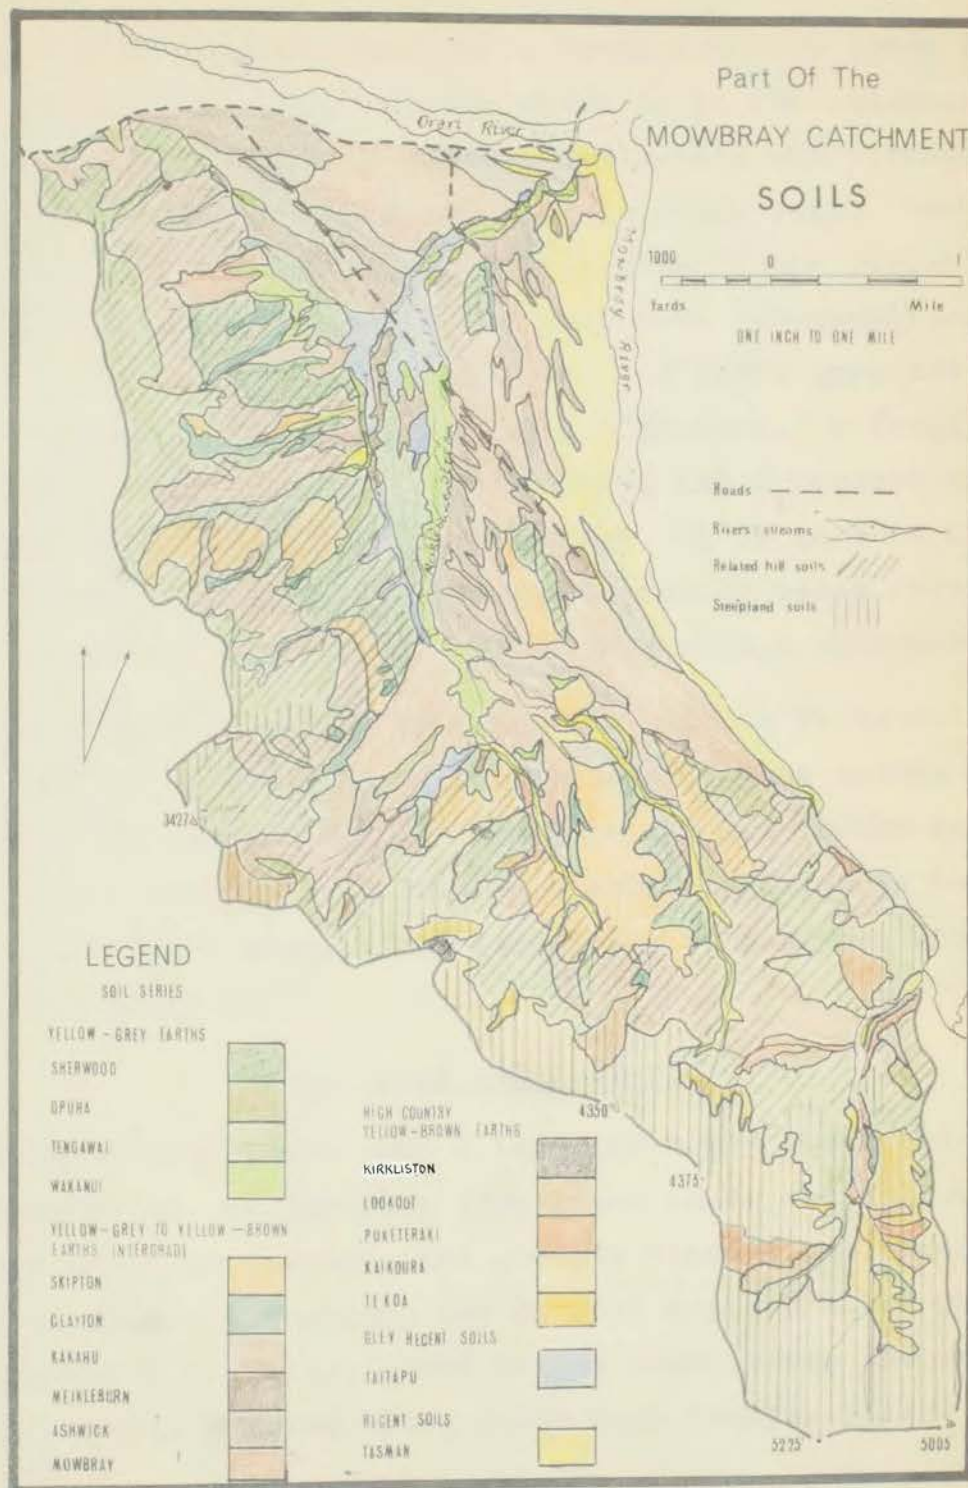 Part Of The
MOWBRAY CATCHMENT
SOILS
1000 0 1
Yards Mile
ONE INCH TO ONE MILE
Orari River
Mowbray River
Roads
Rivers streams
Related hill soils
Steepland soils
3427
4350
4375
5225
5005
LEGEND
SOIL SERIES
YELLOW - GREY EARTHS
SHERWOOD
OPUHA
TENGAWAI
WAKANUI
YELLOW-GREY TO YELLOW-BROWN
EARTHS INTERGRADE
SKIPTON
CLAYTON
KAKAHU
MEIKLEBURN
ASHWICK
MOWBRAY
HIGH COUNTRY
YELLOW-BROWN EARTHS
KIRKLISTON
LOOKOUT
PUKETERAKI
KAIKOURA
TEKOA
GLEY RECENT SOILS
TAITAPU
RECENT SOILS
TASMAN